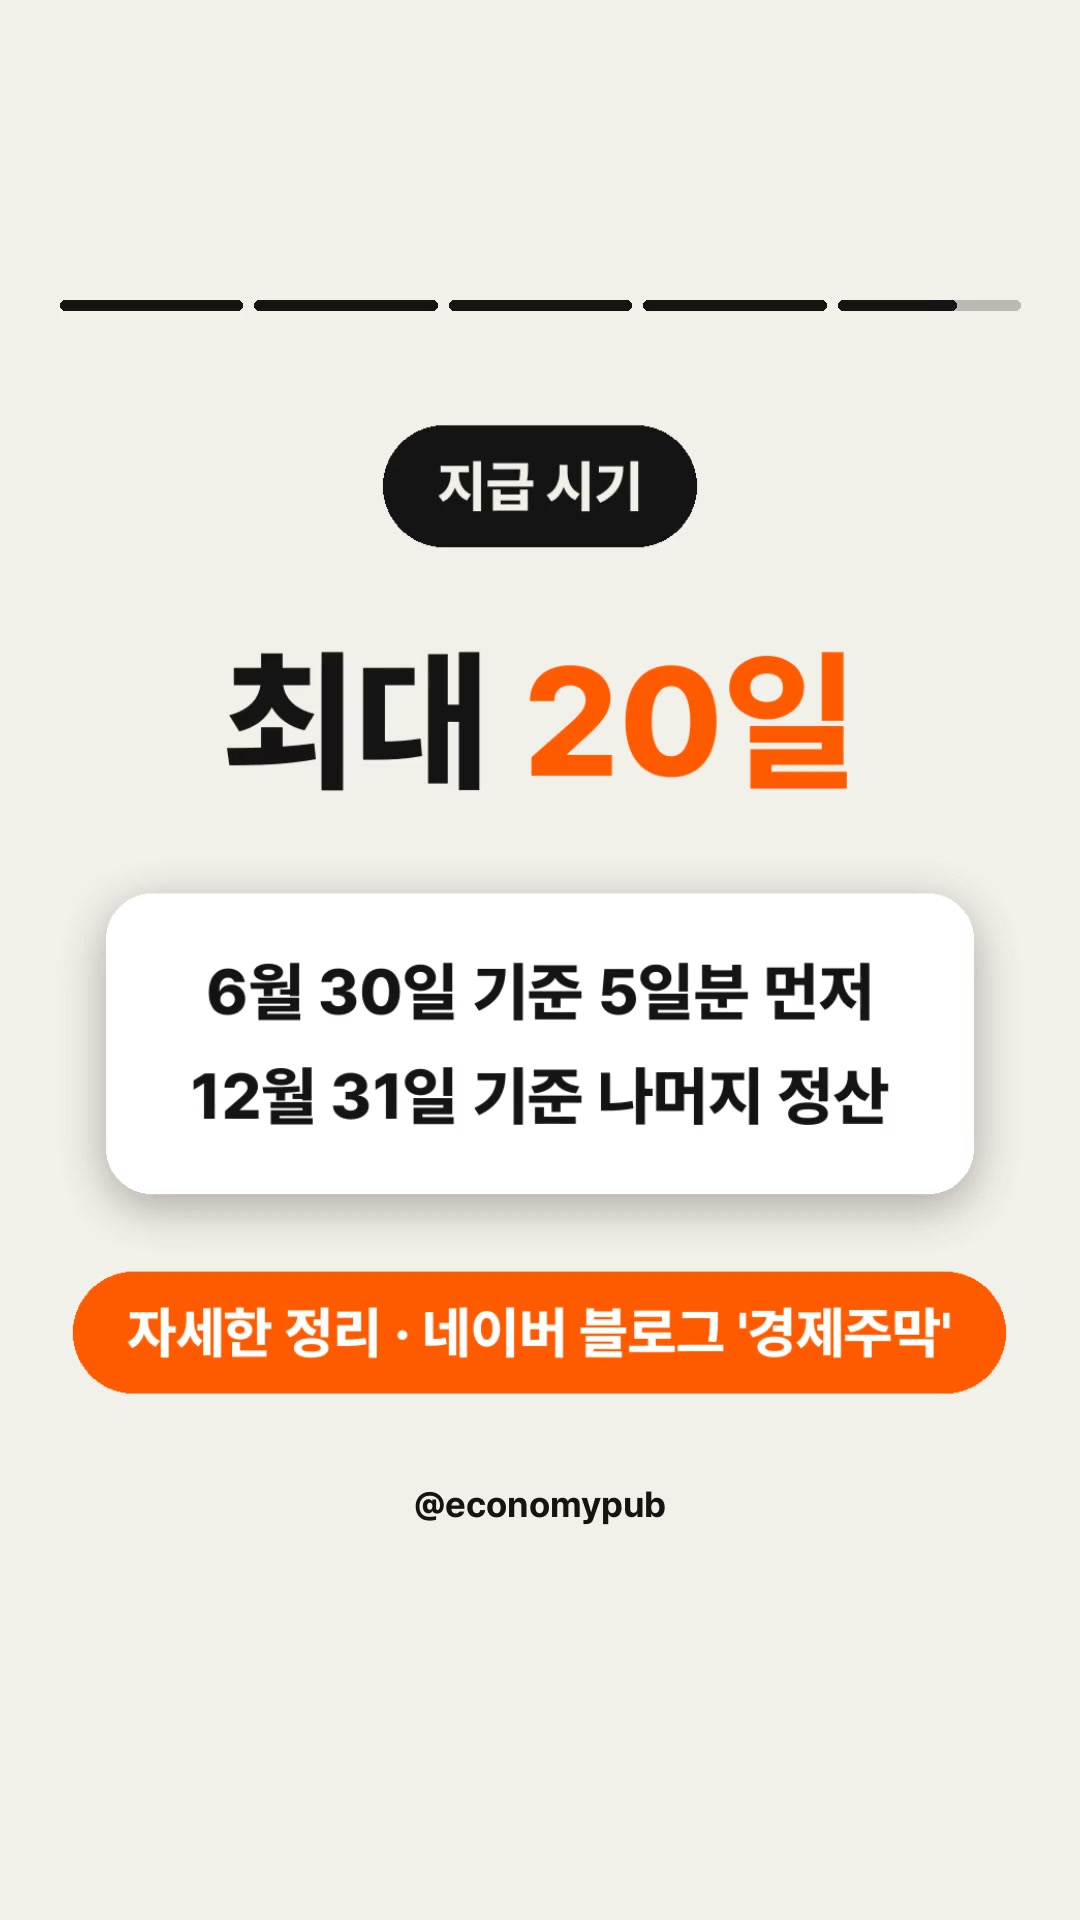 지급 시기
최대 20일
6월 30일 기준 5일분 먼저
12월 31일 기준 나머지 정산
자세한 정리 · 네이버 블로그 '경제주막'
@economypub